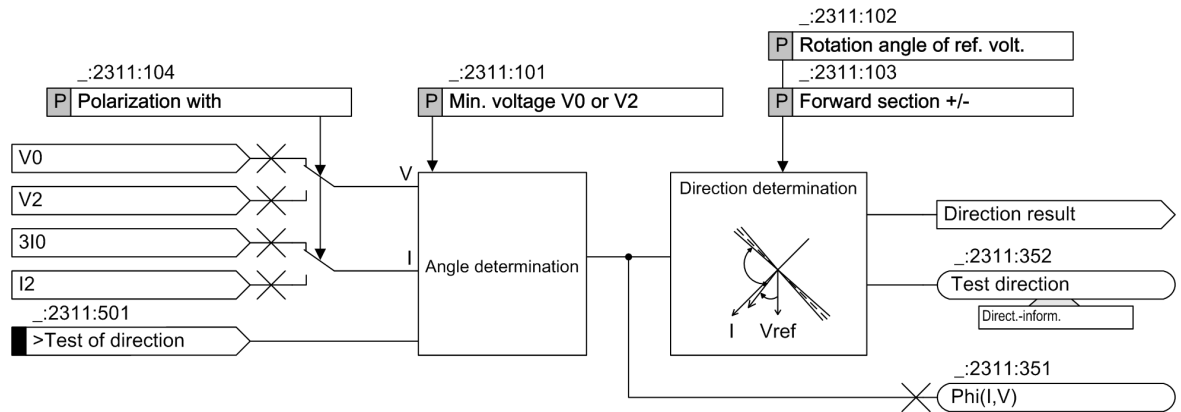 _:2311:102
P Rotation angle of ref. volt.
_:2311:104
_:2311:101
_:2311:103
P Polarization with
P Min. voltage V0 or V2
P Forward section +/-
V0
V
V2
3I0
I
I2
_:2311:501
>Test of direction
Angle determination
Direction determination
I Vref
Direction result
_:2311:352
Test direction
Direct.-inform.
_:2311:351
Phi(I,V)